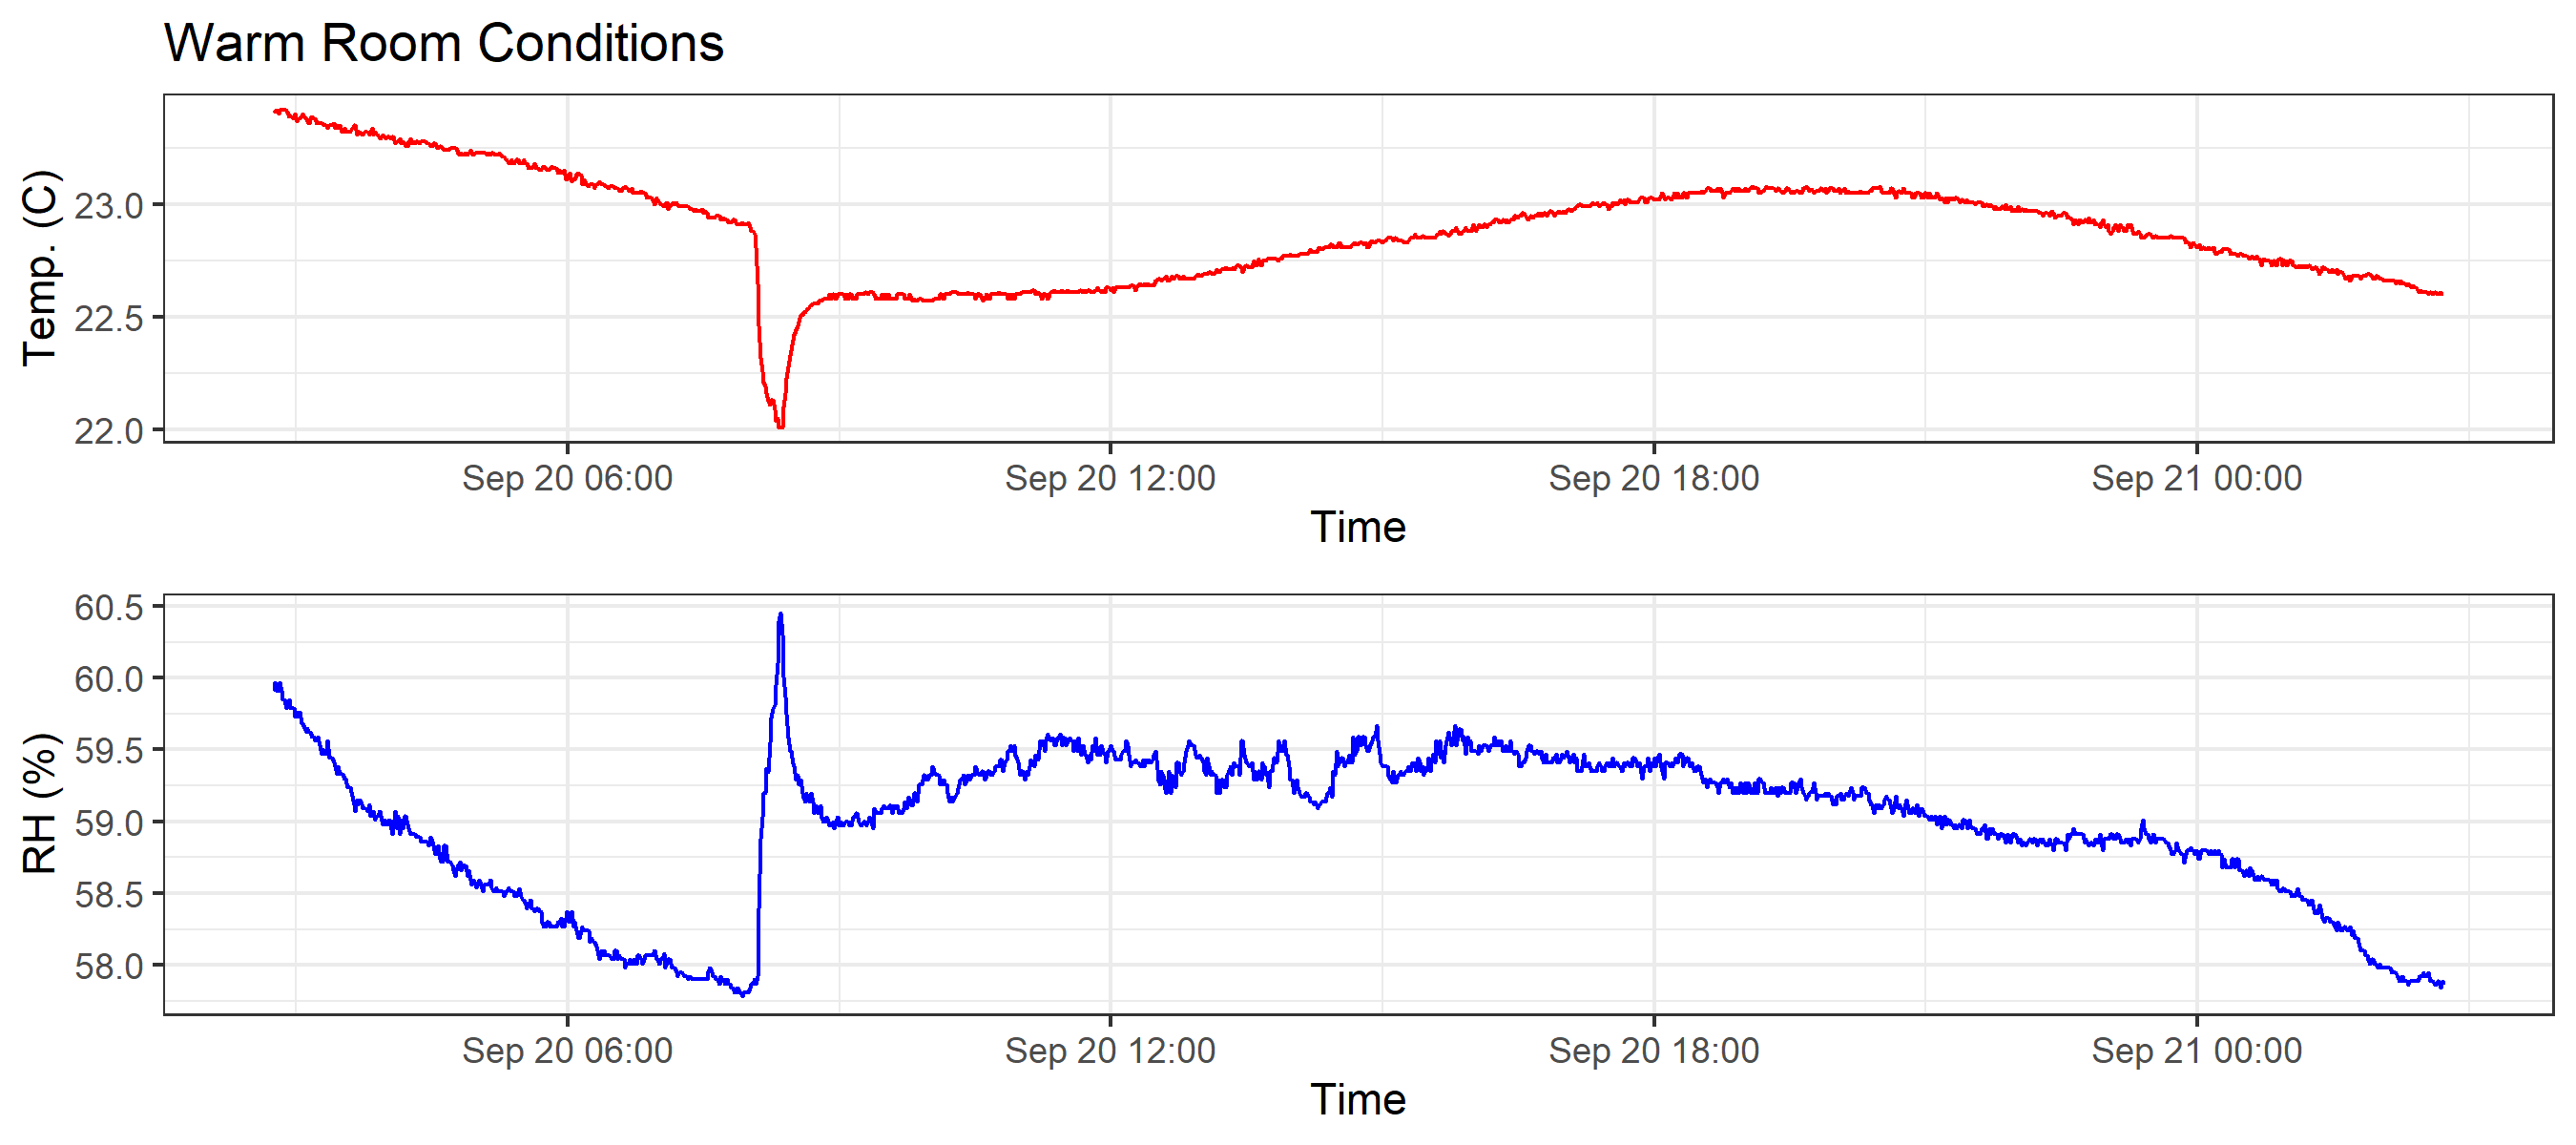 Warm Room Conditions
Temp. (C)
23.0
22.5
22.0
Sep 20 06:00 Sep 20 12:00 Sep 20 18:00 Sep 21 00:00
Time
RH (%)
60.5
60.0
59.5
59.0
58.5
58.0
Sep 20 06:00 Sep 20 12:00 Sep 20 18:00 Sep 21 00:00
Time